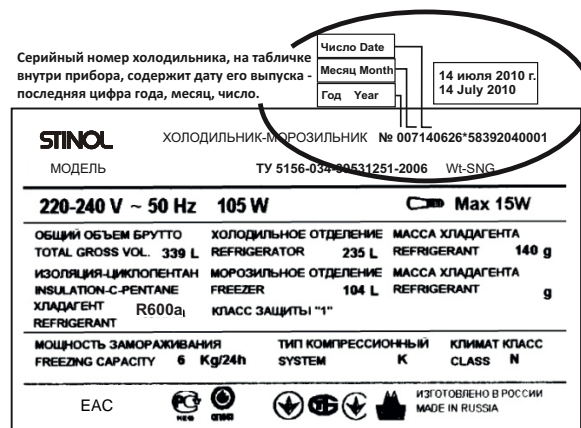 Число Date
Месяц Month
Год Year
14 июля 2010 г.
14 July 2010
Серийный номер холодильника, на табличке
внутри прибора, содержит дату его выпуска -
последняя цифра года, месяц, число.
STINOL
ХОЛОДИЛЬНИК-МОРОЗИЛЬНИК № 007140626*58392040001
МОДЕЛЬ ТУ 5156-034-39531251-2006 Wt-SNG
220-240 V ~ 50 Hz 105 W Max 15W
ОБЩИЙ ОБЪЕМ БРУТТО ХОЛОДИЛЬНОЕ ОТДЕЛЕНИЕ МАССА ХЛАДАГЕНТА
TOTAL GROSS VOL. 339 L REFRIGERATOR 235 L REFRIGERANT 140 g
ИЗОЛЯЦИЯ-ЦИКЛОПЕНТАН МОРОЗИЛЬНОЕ ОТДЕЛЕНИЕ МАССА ХЛАДАГЕНТА
INSULATION-C-PENTANE FREEZER 104 L REFRIGERANT g
ХЛАДАГЕНТ R600a КЛАСС ЗАЩИТЫ "1"
REFRIGERANT
МОЩНОСТЬ ЗАМОРАЖИВАНИЯ ТИП КОМПРЕССИОННЫЙ КЛИМАТ КЛАСС
FREEZING CAPACITY 6 Kg/24h SYSTEM K CLASS N
EAC
ИЗГОТОВЛЕНО В РОССИИ
MADE IN RUSSIA